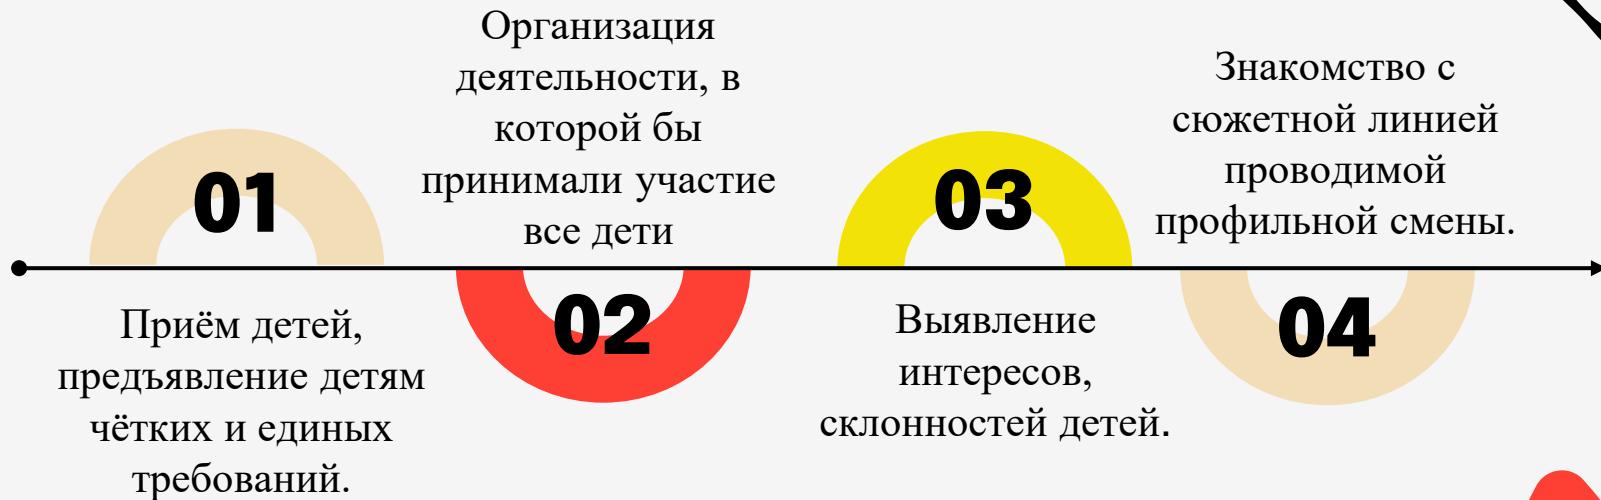 01
Приём детей,
предъявление детям
чётких и единых
требований.
Организация
деятельности, в
которой бы
принимали участие
все дети
02
03
Выявление
интересов,
склонностей детей.
Знакомство с
сюжетной линией
проводимой
профильной смены.
04